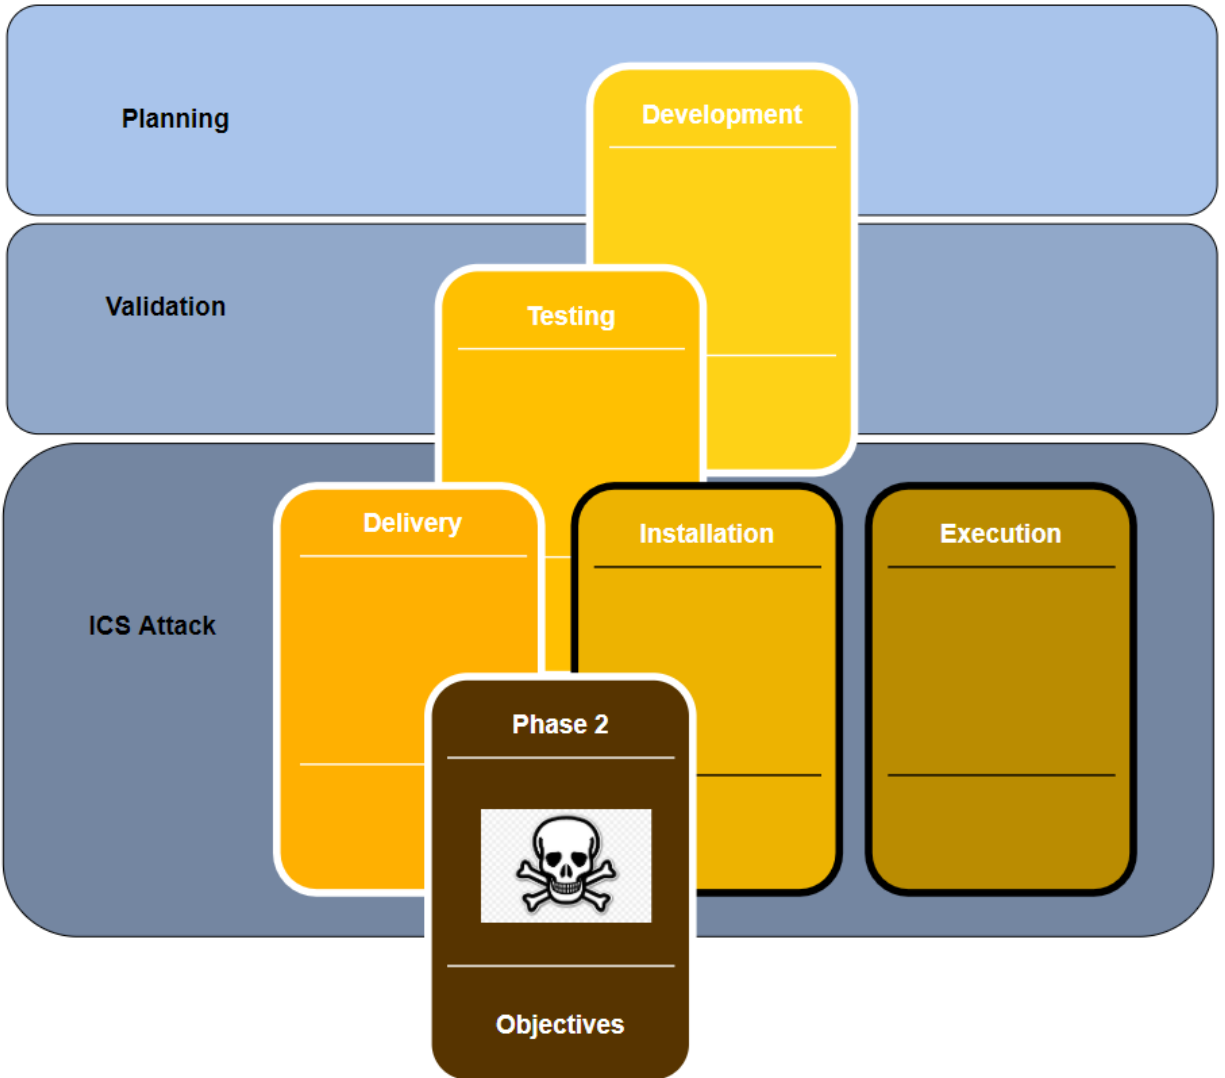 Planning
Development
Validation
Testing
ICS Attack
Delivery
Installation
Execution
Phase 2
Objectives